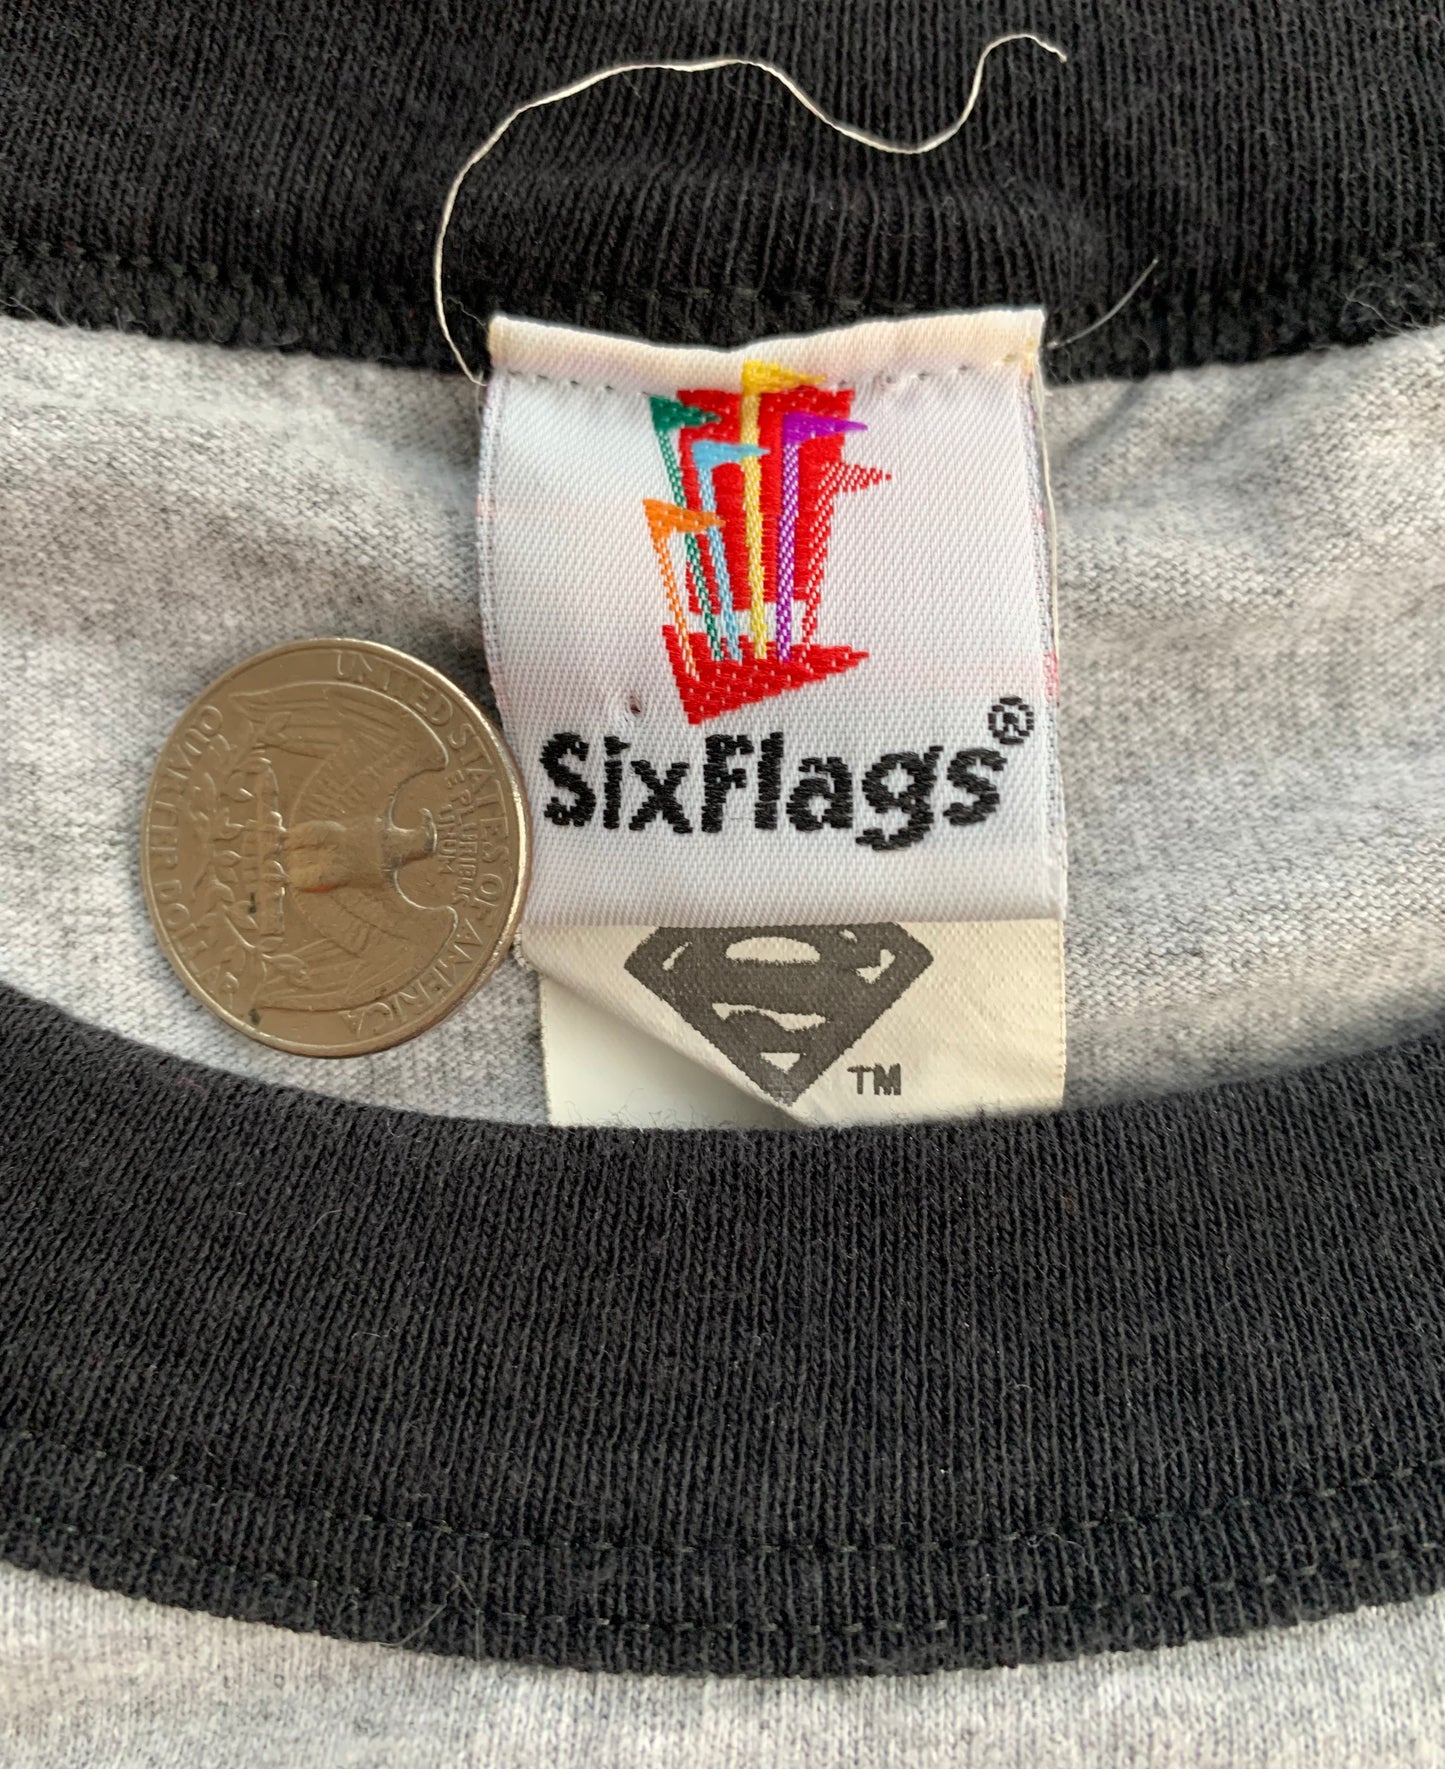 SixFlags®
TM
UNITED STATES OF AMERICA
E PLURIBUS
UNUM
QUARTER DOLLAR